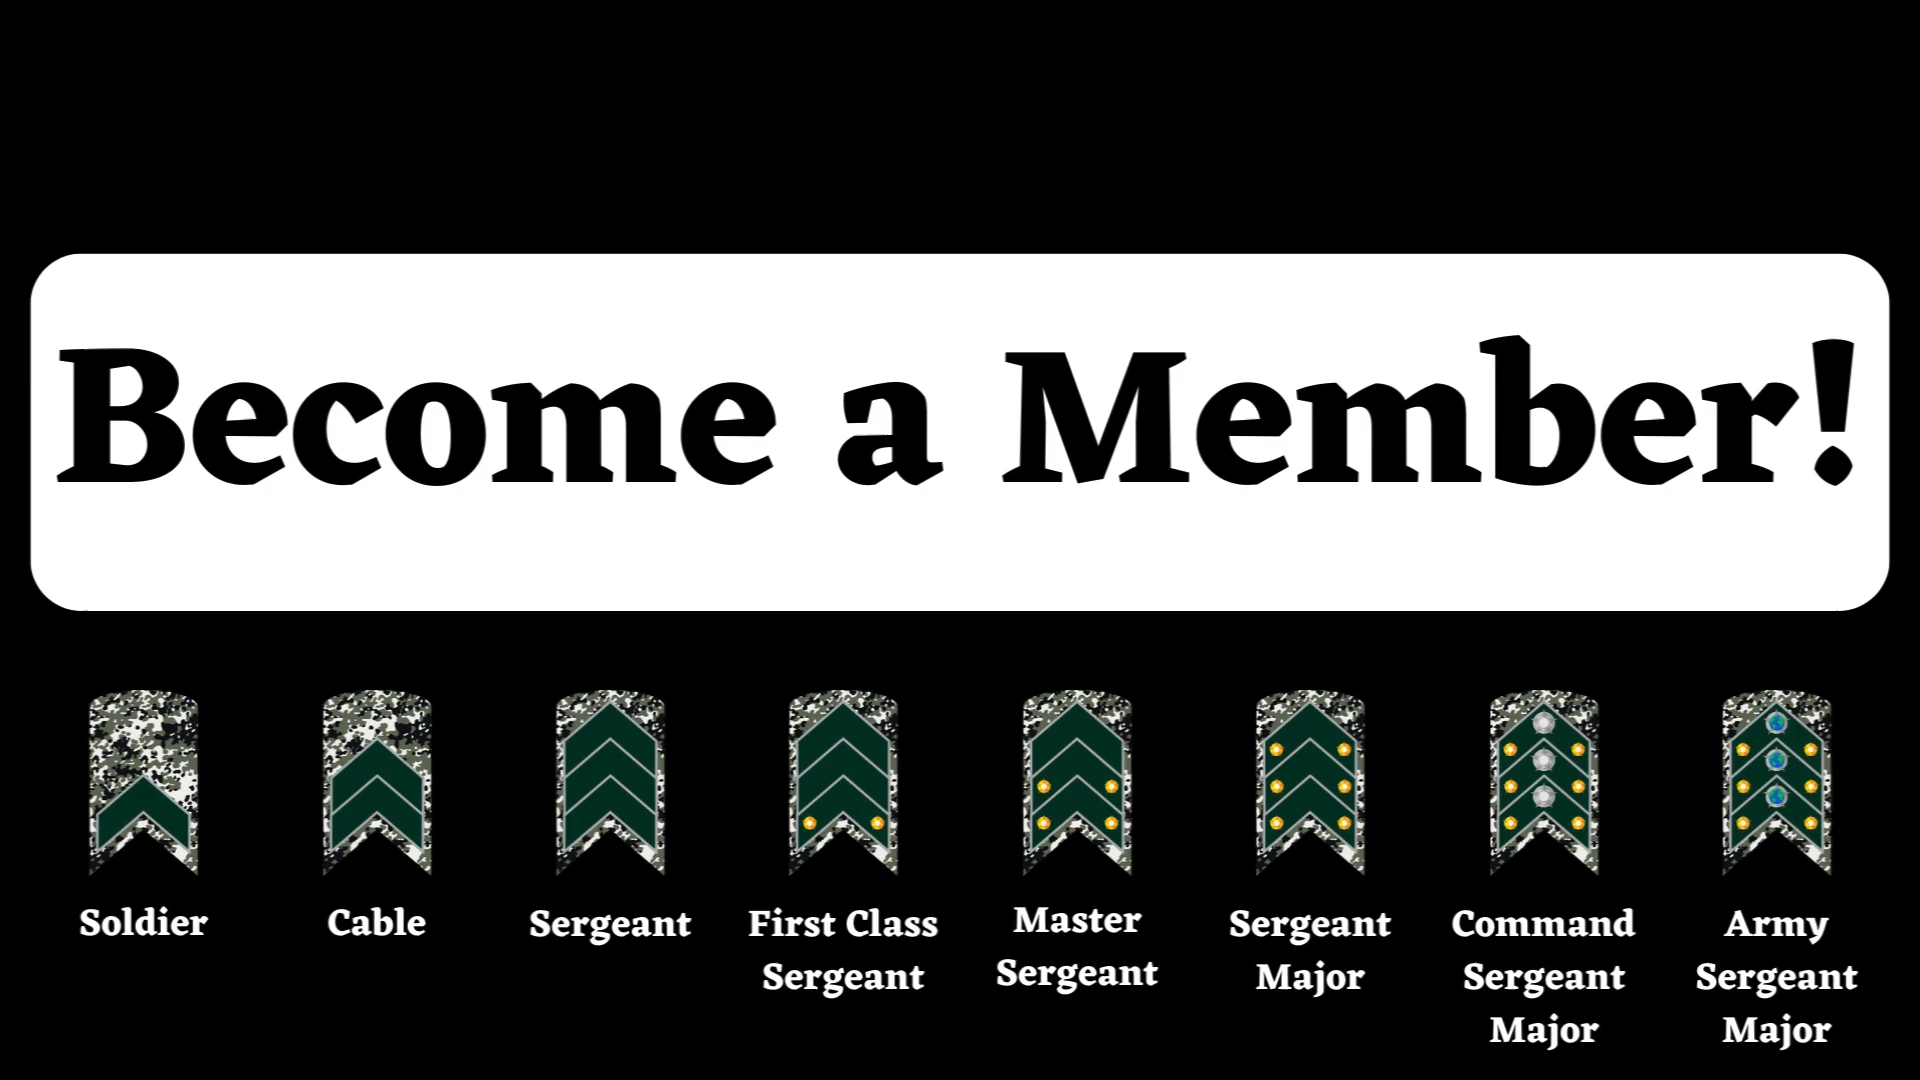 Become a Member!
Soldier
Cable
Sergeant
First Class
Sergeant
Master
Sergeant
Sergeant
Major
Command
Sergeant
Major
Army
Sergeant
Major